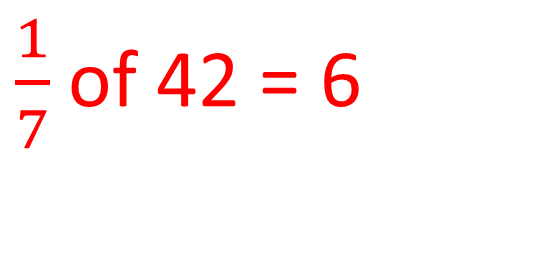 1/7 of 42 = 6